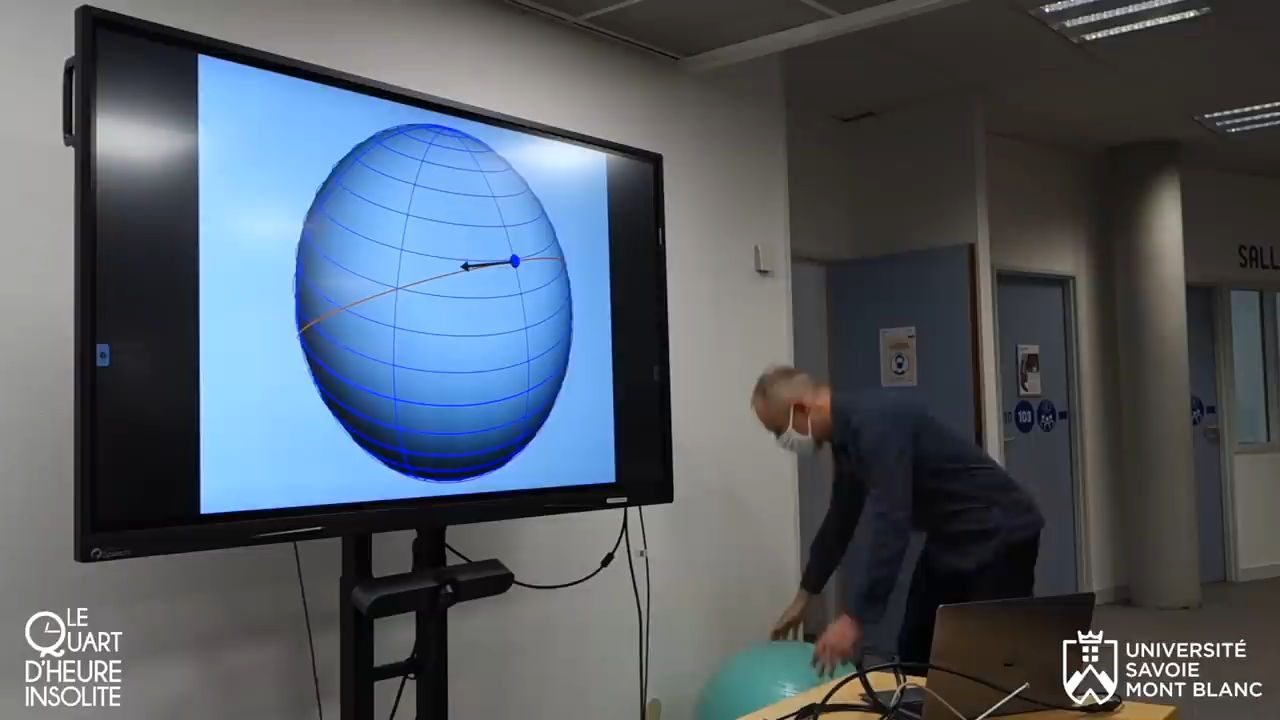 LE
QUART
D'HEURE
INSOLITE
SALL
103
UNIVERSITÉ
SAVOIE
MONT BLANC